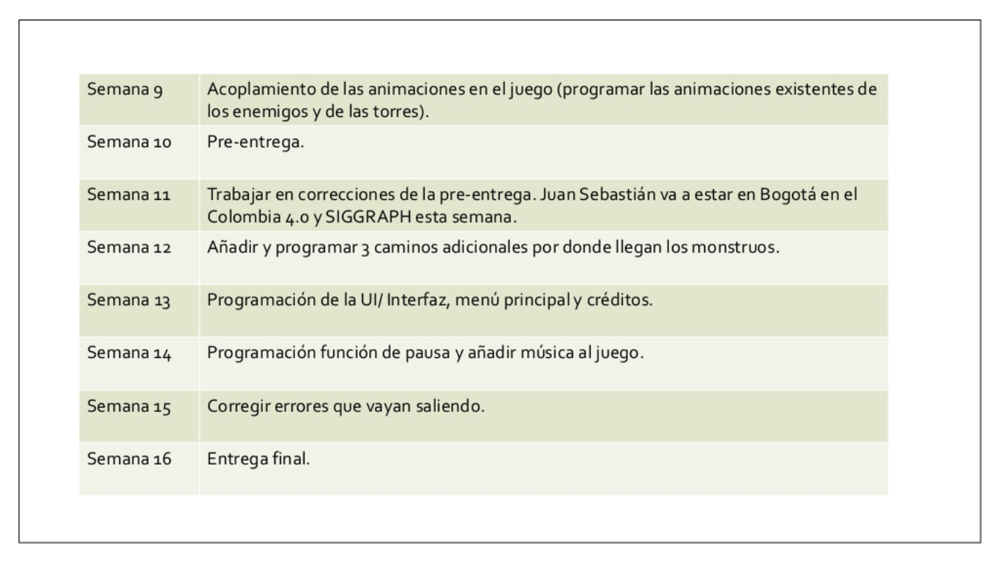 Semana 9
Acoplamiento de las animaciones en el juego (programar las animaciones existentes de
los enemigos y de las torres).
Semana 10
Pre-entrega.
Semana 11
Trabajar en correcciones de la pre-entrega. Juan Sebastián va a estar en Bogotá en el
Colombia 4.0 y SIGGRAPH esta semana.
Semana 12
Añadir y programar 3 caminos adicionales por donde llegan los monstruos.
Semana 13
Programación de la UI/ Interfaz, menú principal y créditos.
Semana 14
Programación función de pausa y añadir música al juego.
Semana 15
Corregir errores que vayan saliendo.
Semana 16
Entrega final.